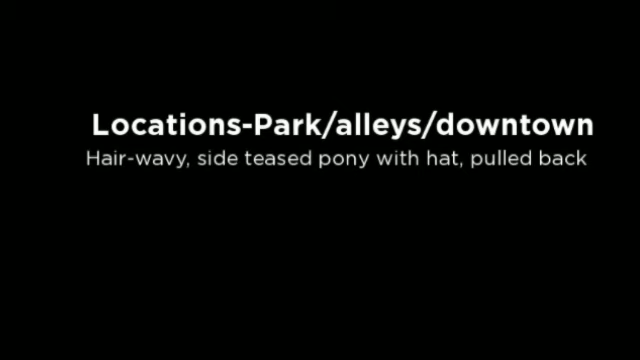 Locations-Park/alleys/downtown
Hair-wavy, side teased pony with hat, pulled back